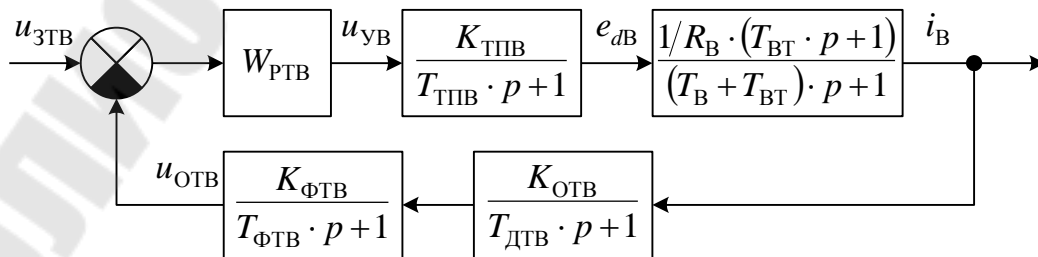 u_ЗТВ
W_РТВ
u_УВ
K_ТПВ / (T_ТПВ · p + 1)
e_dВ
1/R_В · (T_ВТ · p + 1) / ((T_В + T_ВТ) · p + 1)
i_В
u_ОТВ
K_ФТВ / (T_ФТВ · p + 1)
K_ОТВ / (T_ДТВ · p + 1)